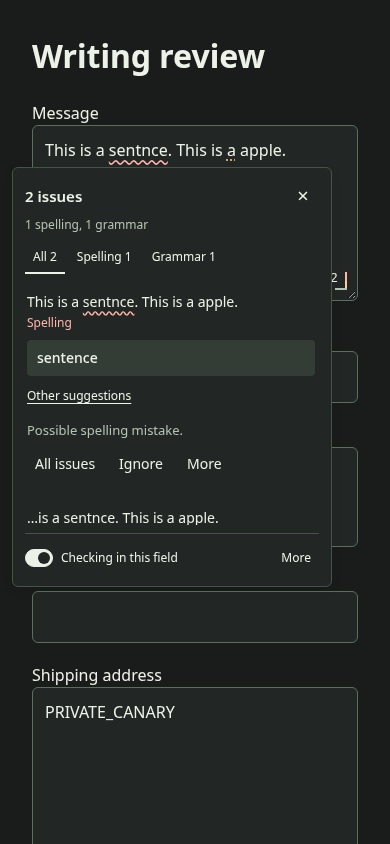 Writing review
Message
This is a sentnce. This is a apple.
2 issues
1 spelling, 1 grammar
All 2 Spelling 1 Grammar 1
2
This is a sentnce. This is a apple.
Spelling
sentence
Other suggestions
Possible spelling mistake.
All issues Ignore More
...is a sentnce. This is a apple.
Checking in this field More
Shipping address
PRIVATE_CANARY